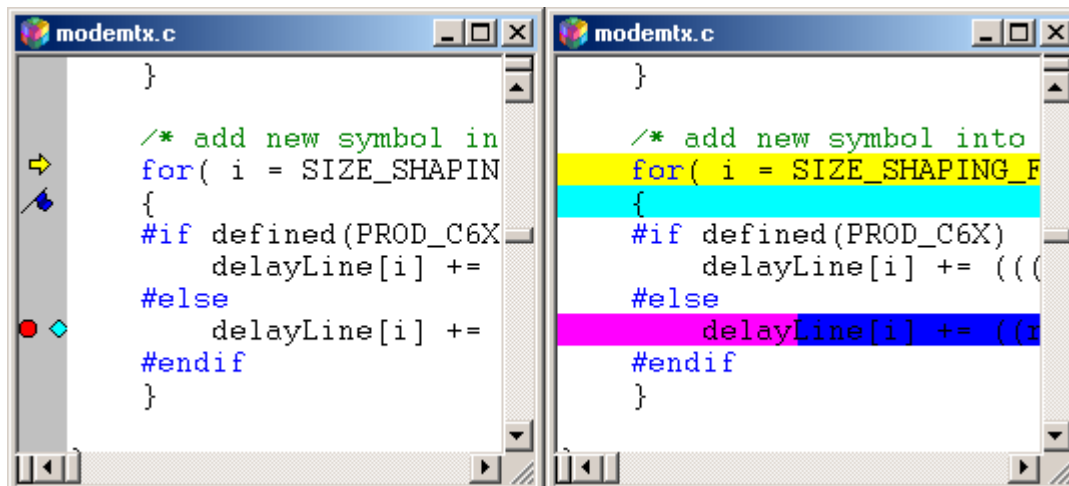 modemtx.c
}
/* add new symbol in
for( i = SIZE_SHAPIN
{
#if defined(PROD_C6X
delayLine[i] +=
#else
delayLine[i] +=
#endif
}
modemtx.c
}
/* add new symbol into
for( i = SIZE_SHAPING_F
{
#if defined(PROD_C6X)
delayLine[i] += (((
#else
delayLine[i] += ((r
#endif
}